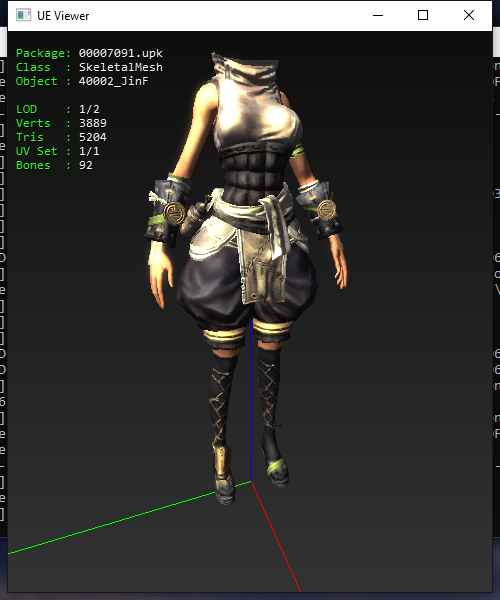 UE Viewer
Package: 00007091.upk
Class : SkeletalMesh
Object : 40002_JinF
LOD : 1/2
Verts : 3889
Tris : 5204
UV Set : 1/1
Bones : 92